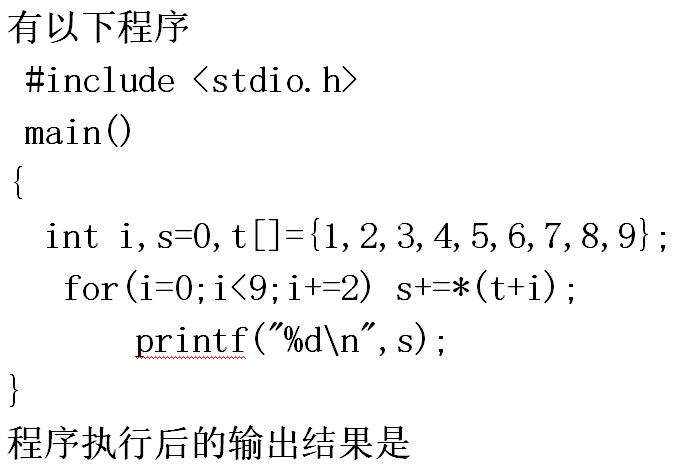 有以下程序
#include <stdio.h>
main()
{
int i,s=0,t[]={1,2,3,4,5,6,7,8,9};
for(i=0;i<9;i+=2) s+=*(t+i);
printf("%d\n",s);
}
程序执行后的输出结果是